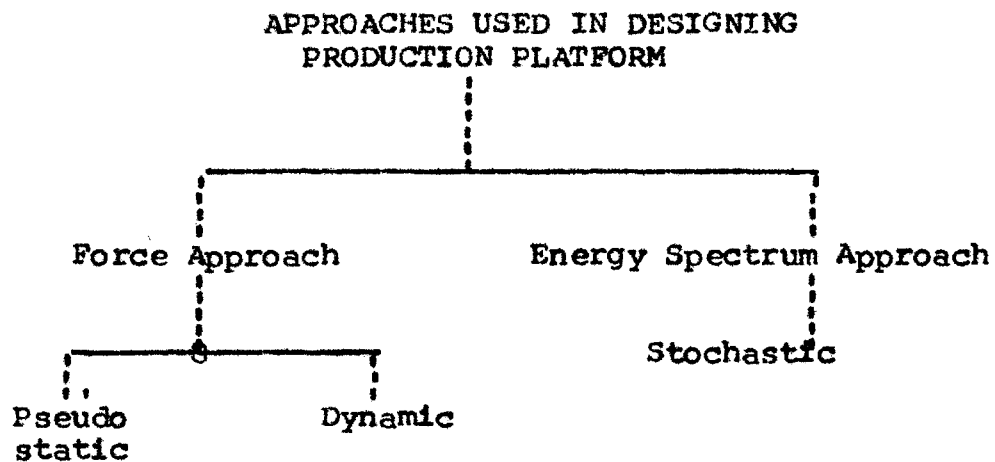 APPROACHES USED IN DESIGNING
PRODUCTION PLATFORM
Force Approach
Energy Spectrum Approach
Stochastic
Pseudo
static
Dynamic